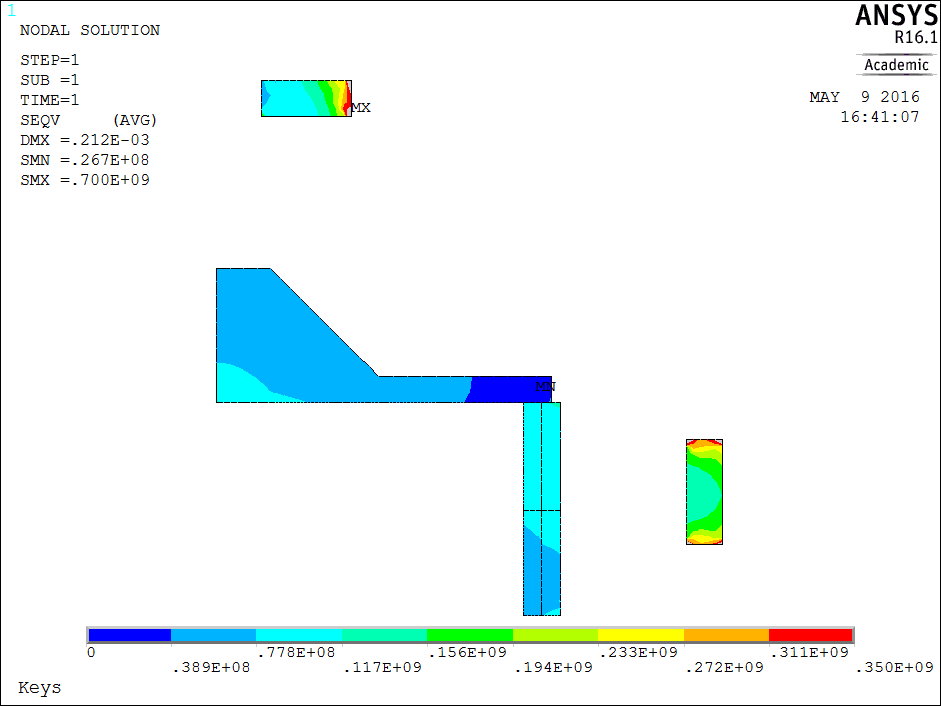 1
NODAL SOLUTION
STEP=1
SUB =1
TIME=1
SEQV (AVG)
DMX =.212E-03
SMN =.267E+08
SMX =.700E+09
ANSYS
R16.1
Academic
MAY 9 2016
16:41:07
MX
MN
0 .778E+08 .156E+09 .233E+09 .311E+09
.389E+08 .117E+09 .194E+09 .272E+09 .350E+09
Keys